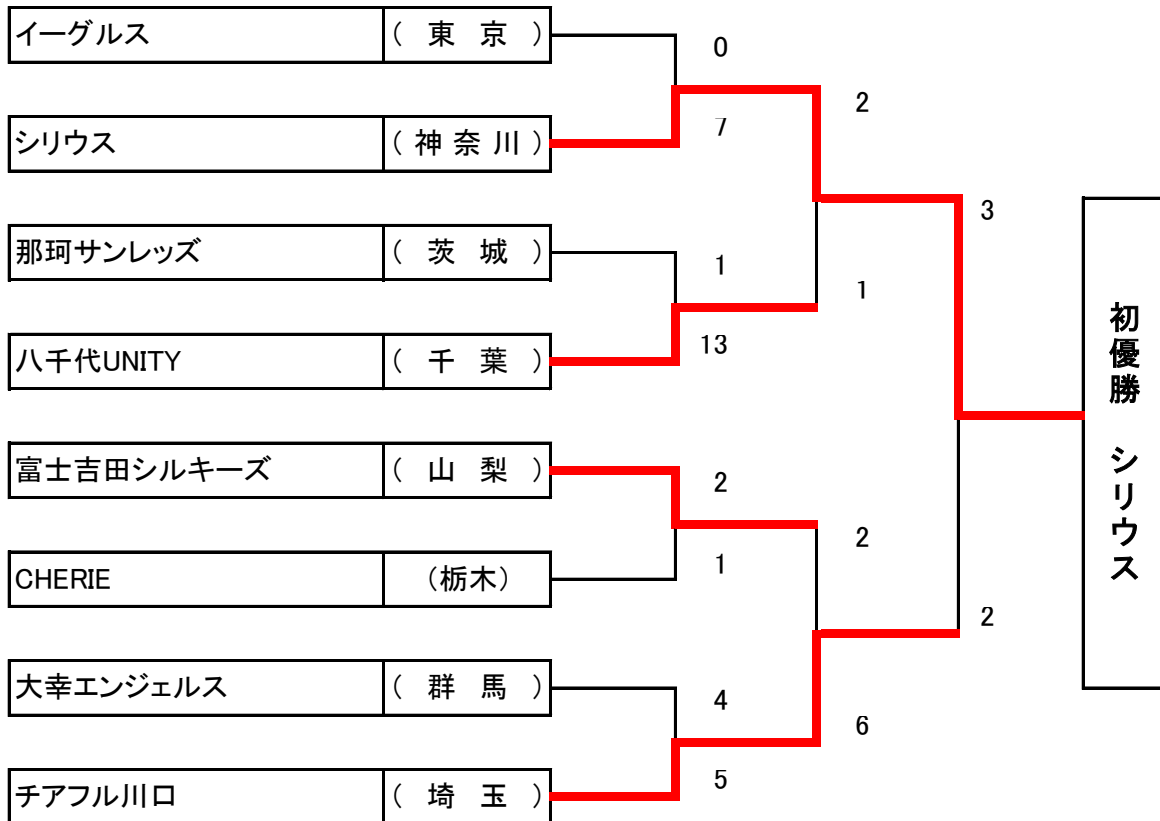 イーグルス
( 東 京 )
0
シリウス
( 神 奈 川 )
7
2
那珂サンレッズ
( 茨 城 )
1
八千代UNITY
( 千 葉 )
13
1
3
富士吉田シルキーズ
( 山 梨 )
2
CHERIE
(栃木)
1
2
大幸エンジェルス
( 群 馬 )
4
チアフル川口
( 埼 玉 )
5
6
2
初優勝 シリウス